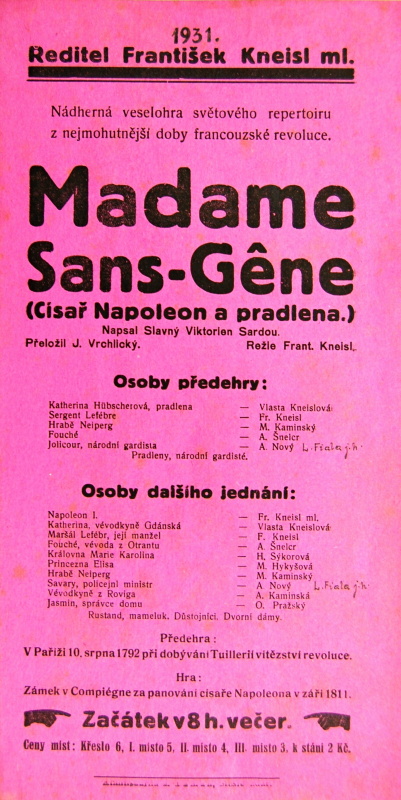 1931.
Ředitel František Kneisl ml.
Nádherná veselohra světového repertoiru
z nejmohutnější doby francouzské revoluce.
Madame
Sans-Gêne
(Císař Napoleon a pradlena.)
Napsal Slavný Viktorien Sardou.
Přeložil J. Vrchlický. Režie Frant. Kneisl.
Osoby předehry:
Katherina Hübscherová, pradlena — Vlasta Kneislová
Sergent Lefébre — Fr. Kneisl
Hrabě Neiperg — M. Kaminský
Fouché — A. Šnelcr
Jolicour, národní gardista — A. Nový L. Fiala j. h.
Pradleny, národní gardisté.
Osoby dalšího jednání:
Napoleon I. — Fr. Kneisl ml.
Katherina, vévodkyně Gdánská — Vlasta Kneislová
Maršál Lefébr, její manžel — F. Kneisl
Fouché, vévoda z Otrantu — A. Šnelcr
Královna Marie Karolina — H. Sýkorová
Princezna Elisa — M. Hykyšová
Hrabě Neiperg — M. Kaminský
Savary, policejní ministr — A. Nový L. Fiala j. h.
Vévodkyně z Roviga — A. Kaminská
Jasmin, správce domu — O. Pražský
Rustand, mameluk. Důstojníci. Dvorní dámy.
Předehra:
V Paříži 10. srpna 1792 při dobývání Tuillerií vítězství revoluce.
Hra:
Zámek v Compiégne za panování císaře Napoleona v září 1811.
Začátek v 8 h. večer.
Ceny míst: Křeslo 6, I. místo 5, II. místo 4, III. místo 3, k stání 2 Kč.